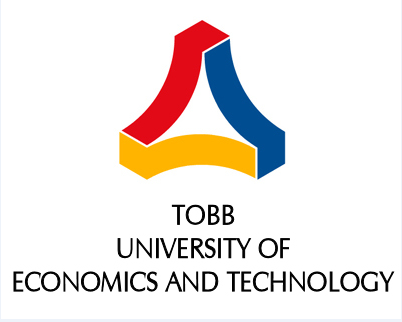 TOBB
UNIVERSITY OF
ECONOMICS AND TECHNOLOGY